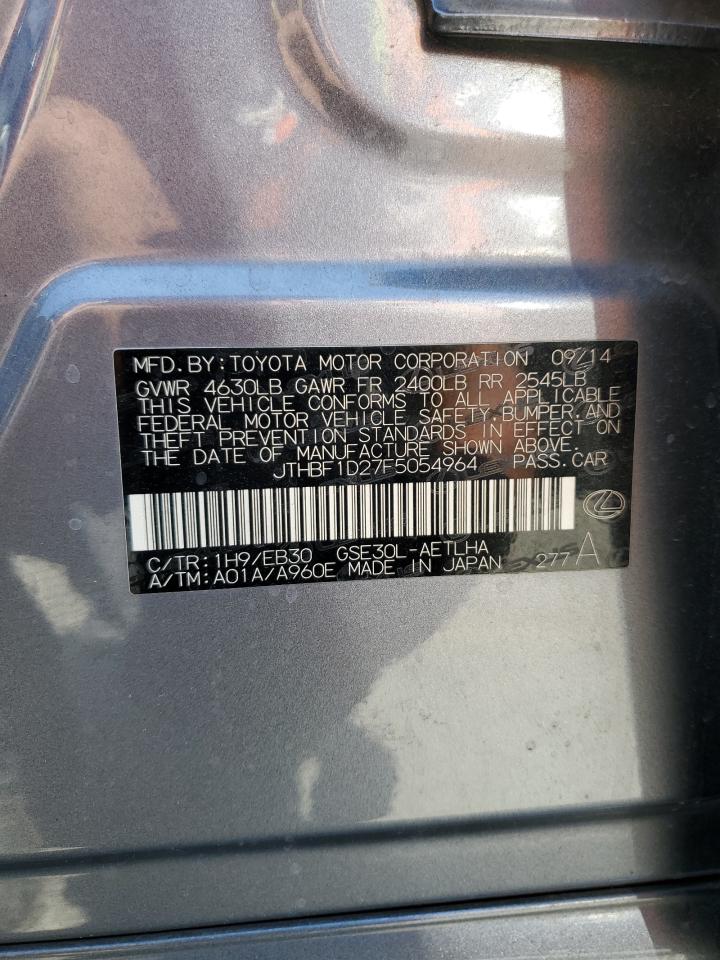 MFD.BY:TOYOTA MOTOR CORPORATION 09/14
GVWR 4630LB GAWR FR 2400LB RR 2545LB
THIS VEHICLE CONFORMS TO ALL APPLICABLE
FEDERAL MOTOR VEHICLE SAFETY,BUMPER,AND
THEFT PREVENTION STANDARDS IN EFFECT ON
THE DATE OF MANUFACTURE SHOWN ABOVE.
JTHBF1D27F5054964 PASS.CAR
C/TR:1H9/EB30 GSE30L-AETLHA
A/TM:A01A/A960E MADE IN JAPAN 277 A